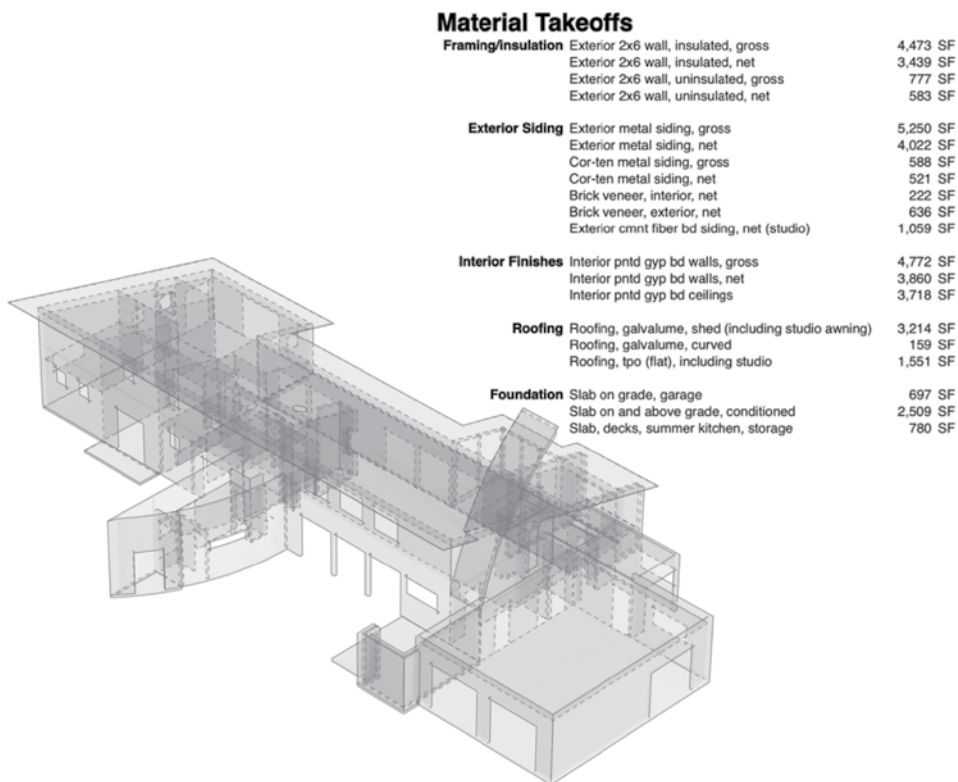 Material Takeoffs
Framing/insulation Exterior 2x6 wall, insulated, gross 4,473 SF
Exterior 2x6 wall, insulated, net 3,439 SF
Exterior 2x6 wall, uninsulated, gross 777 SF
Exterior 2x6 wall, uninsulated, net 583 SF
Exterior Siding Exterior metal siding, gross 5,250 SF
Exterior metal siding, net 4,022 SF
Cor-ten metal siding, gross 588 SF
Cor-ten metal siding, net 521 SF
Brick veneer, interior, net 222 SF
Brick veneer, exterior, net 636 SF
Exterior cmnt fiber bd siding, net (studio) 1,059 SF
Interior Finishes Interior pntd gyp bd walls, gross 4,772 SF
Interior pntd gyp bd walls, net 3,860 SF
Interior pntd gyp bd ceilings 3,718 SF
Roofing Roofing, galvalume, shed (including studio awning) 3,214 SF
Roofing, galvalume, curved 159 SF
Roofing, tpo (flat), including studio 1,551 SF
Foundation Slab on grade, garage 697 SF
Slab on and above grade, conditioned 2,509 SF
Slab, decks, summer kitchen, storage 780 SF